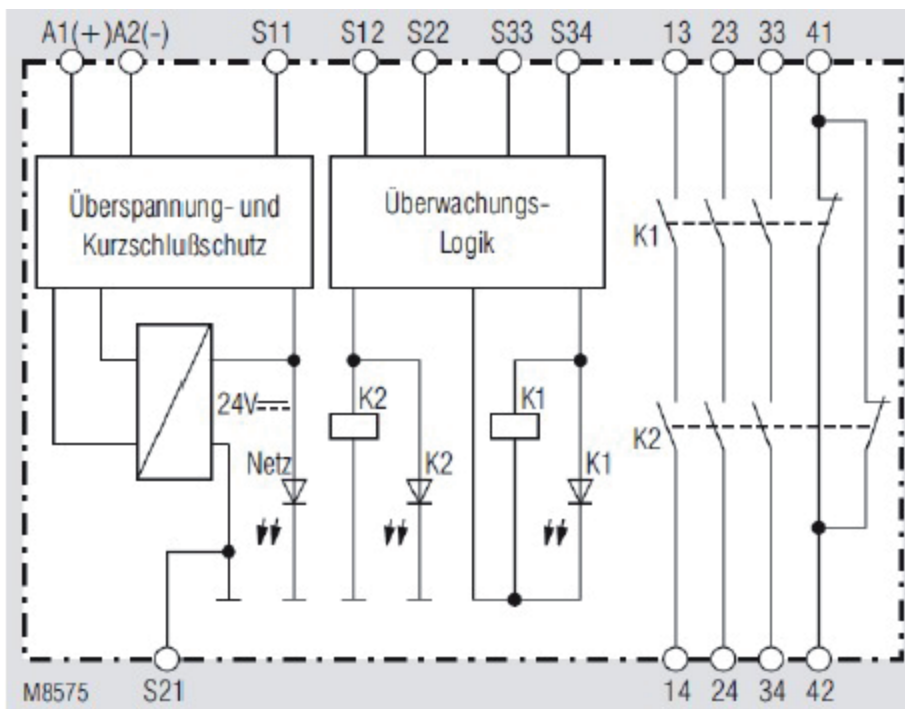 A1(+) A2(-) S11 S12 S22 S33 S34 13 23 33 41
Überspannung- und
Kurzschlußschutz
Überwachungs-
Logik
K1
24V
K2
K1
K2
Netz
K2
K1
M8575 S21 14 24 34 42